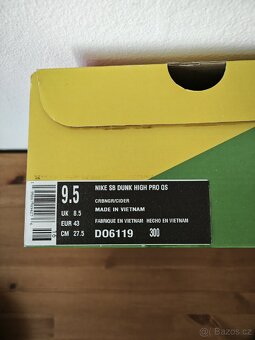 9.5
NIKE SB DUNK HIGH PRO QS
CRBNGR/CIDER
UK 8.5
MADE IN VIETNAM
EUR 43
FABRIQUE EN VIETNAM HECHO EN VIETNAM
CM 27.5
DO6119 300
Bazoš.cz